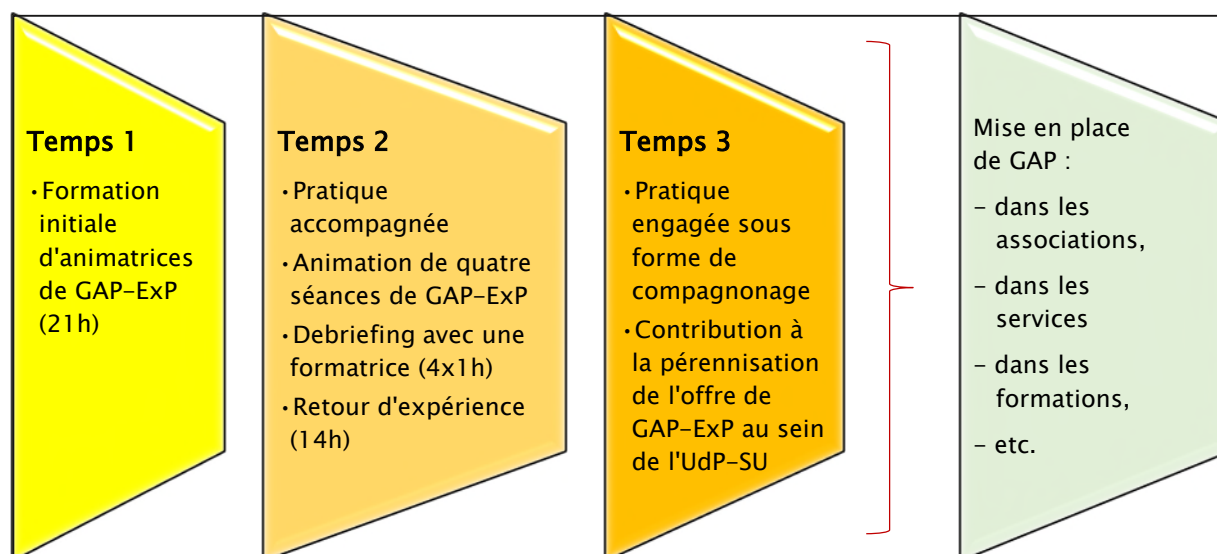 Temps 1
·Formation
initiale
d'animatrices
de GAP-ExP
(21h)
Temps 2
·Pratique
accompagnée
·Animation de quatre
séances de GAP-ExP
·Debriefing avec une
formatrice (4x1h)
·Retour d'expérience
(14h)
Temps 3
·Pratique
engagée sous
forme de
compagnonage
·Contribution à
la pérennisation
de l'offre de
GAP-ExP au sein
de l'UdP-SU
Mise en place
de GAP :
- dans les
associations,
- dans les
services
- dans les
formations,
- etc.